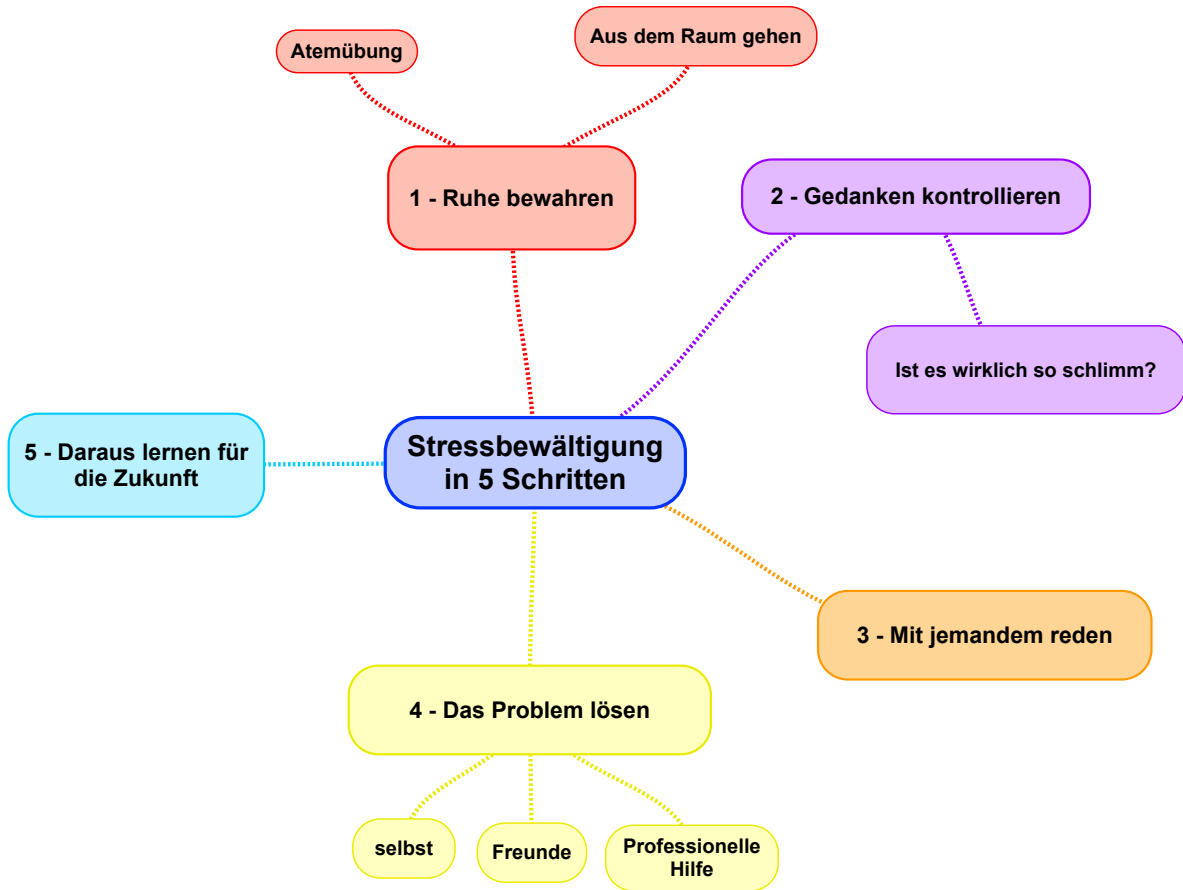 Atemübung
Aus dem Raum gehen
1 - Ruhe bewahren
2 - Gedanken kontrollieren
Ist es wirklich so schlimm?
Stressbewältigung
in 5 Schritten
5 - Daraus lernen für
die Zukunft
3 - Mit jemandem reden
4 - Das Problem lösen
selbst
Freunde
Professionelle
Hilfe